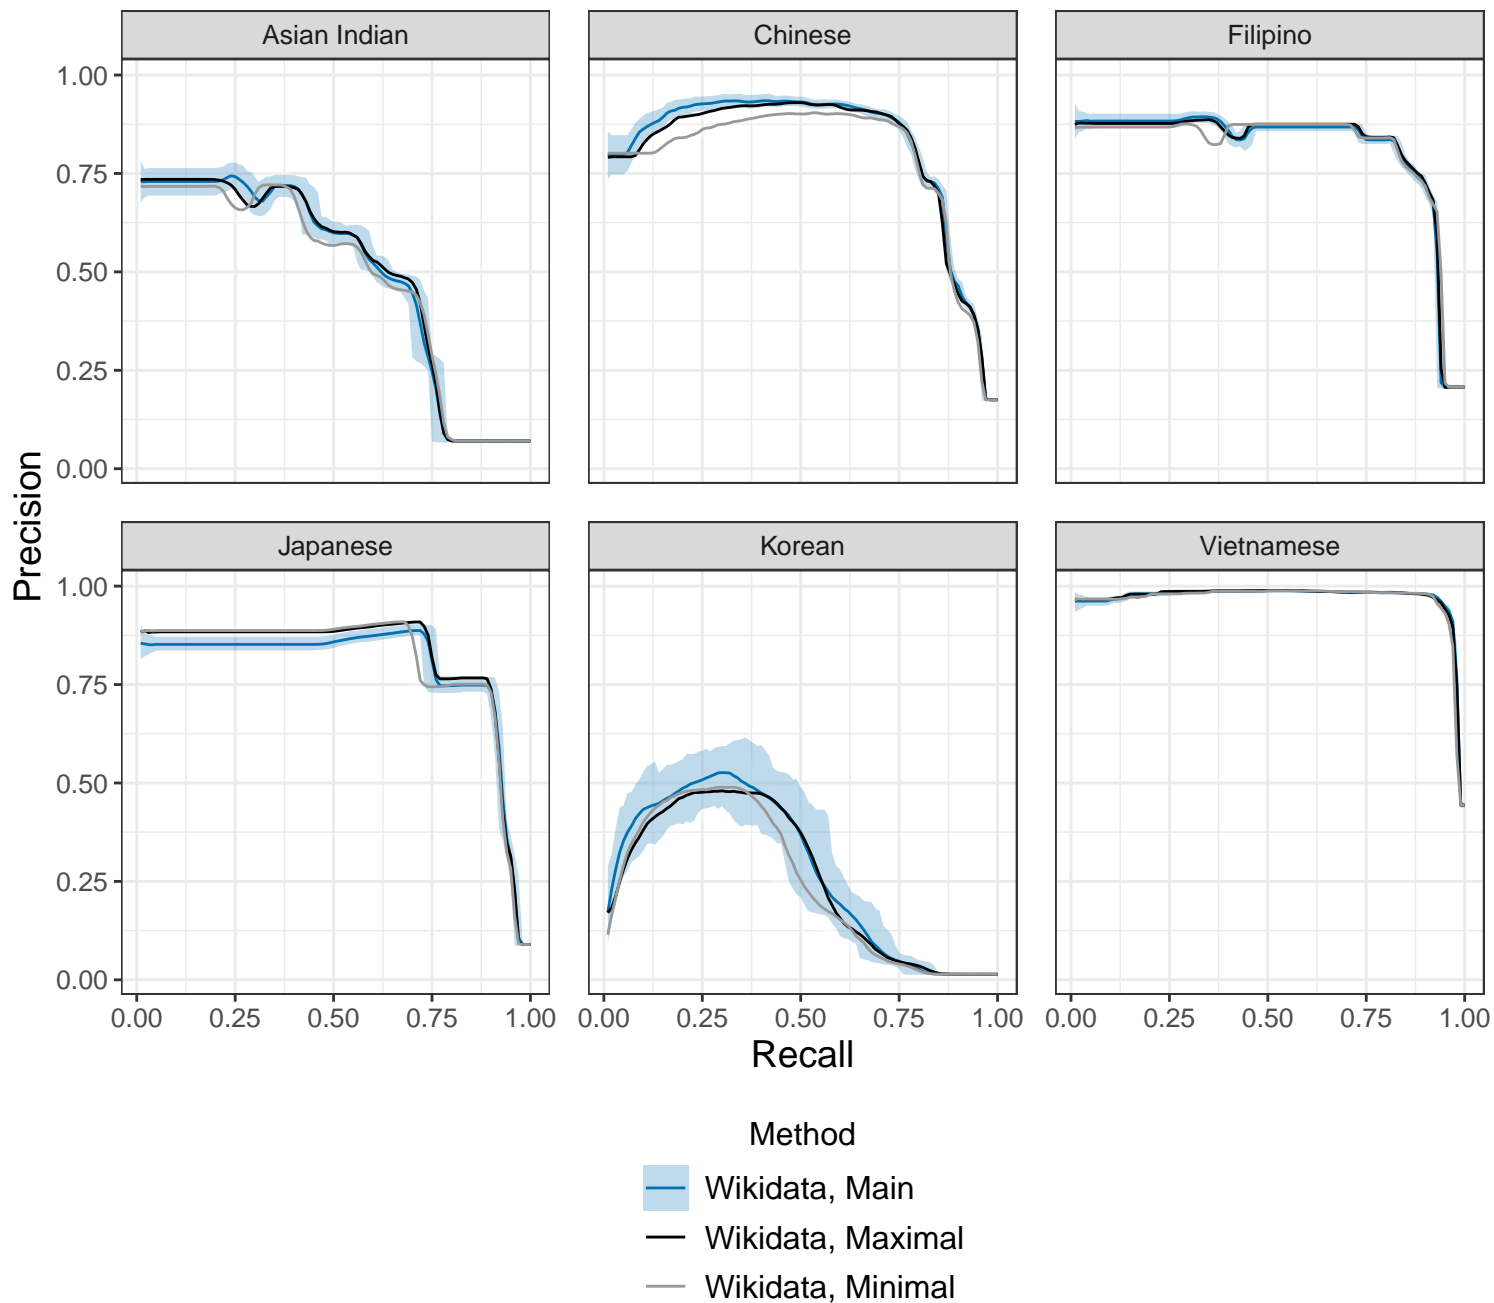 Asian Indian
Chinese
Filipino
1.00
0.75
0.50
0.25
0.00
Precision
Japanese
Korean
Vietnamese
1.00
0.75
0.50
0.25
0.00
0.00 0.25 0.50 0.75 1.00
0.00 0.25 0.50 0.75 1.00
0.00 0.25 0.50 0.75 1.00
Recall
Method
Wikidata, Main
Wikidata, Maximal
Wikidata, Minimal